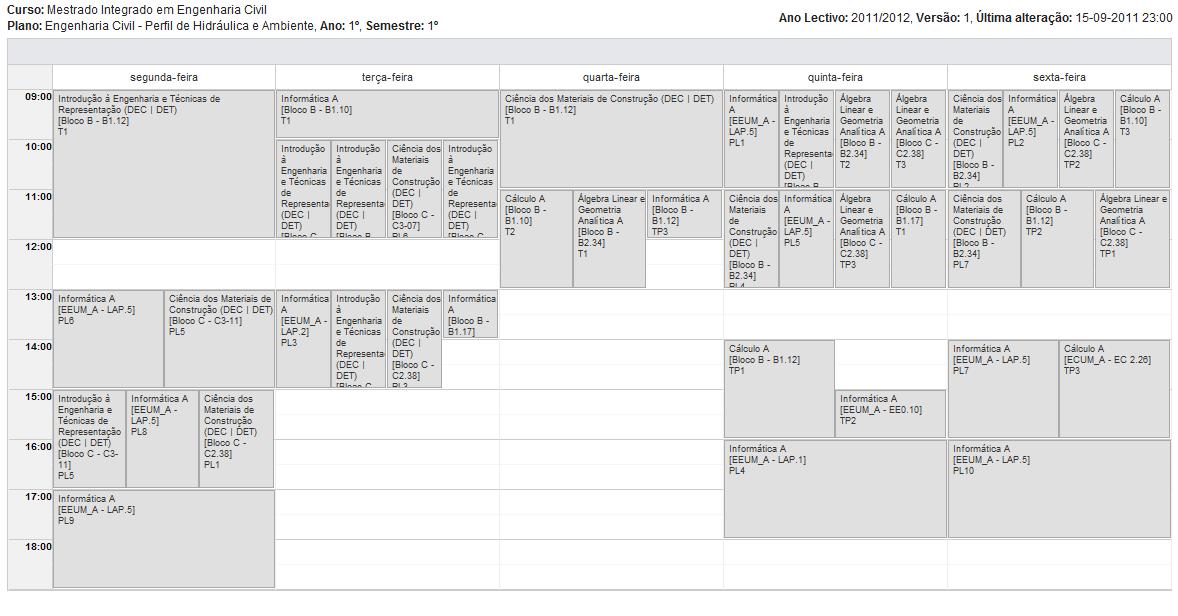 Curso: Mestrado Integrado em Engenharia Civil
Plano: Engenharia Civil - Perfil de Hidráulica e Ambiente, Ano: 1º, Semestre: 1º
Ano Lectivo: 2011/2012, Versão: 1, Última alteração: 15-09-2011 23:00
segunda-feira
terça-feira
quarta-feira
quinta-feira
sexta-feira
09:00
10:00
11:00
12:00
13:00
14:00
15:00
16:00
17:00
18:00
Introdução à Engenharia e Técnicas de
Representação (DEC | DET)
[Bloco B - B1.12]
T1
Informática A
[EEUM_A - LAP.5]
PL6
Ciência dos Materiais de
Construção (DEC | DET)
[Bloco C - C3-11]
PL5
Introdução à
Engenharia e
Técnicas de
Representação
(DEC | DET)
[Bloco C - C3-
11]
PL5
Informática A
[EEUM_A -
LAP.5]
PL8
Ciência dos
Materiais de
Construção
(DEC | DET)
[Bloco C -
C2.38]
PL1
Informática A
[EEUM_A - LAP.5]
PL9
Informática A
[Bloco B - B1.10]
T1
Introdução
à
Engenharia
e Técnicas
de
Representa
(DEC |
DET)
[Bloco C
Introdução
à
Engenharia
e Técnicas
de
Representa
(DEC |
DET)
[Bloco B
Ciência dos
Materiais
de
Construção
(DEC |
DET)
[Bloco C -
C3-07]
PL6
Introdução
à
Engenharia
e Técnicas
de
Representa
(DEC |
DET)
[Bloco C
Informática
A
[EEUM_A -
LAP.2]
PL3
Introdução
à
Engenharia
e Técnicas
de
Representa
(DEC |
DET)
[Bloco C
Ciência dos
Materiais
de
Construção
(DEC |
DET)
[Bloco C -
C2.38]
PL3
Informática
A
[Bloco B -
B1.17]
Ciência dos Materiais de Construção (DEC | DET)
[Bloco B - B1.12]
T1
Cálculo A
[Bloco B -
B1.10]
T2
Álgebra Linear e
Geometria
Analítica A
[Bloco B -
B2.34]
T1
Informática A
[Bloco B -
B1.12]
TP3
Informática
A
[EEUM_A -
LAP.5]
PL1
Introdução
à
Engenharia
e Técnicas
de
Representa
(DEC |
DET)
[Bloco B
Álgebra
Linear e
Geometria
Analítica A
[Bloco B -
B2.34]
T2
Álgebra
Linear e
Geometria
Analítica A
[Bloco C -
C2.38]
T3
Ciência dos
Materiais
de
Construção
(DEC |
DET)
[Bloco B -
B2.34]
PL4
Informática
A
[EEUM_A -
LAP.5]
PL5
Álgebra
Linear e
Geometria
Analítica A
[Bloco C -
C2.38]
TP3
Cálculo A
[Bloco B -
B1.17]
T1
Cálculo A
[Bloco B - B1.12]
TP1
Informática A
[EEUM_A - EE0.10]
TP2
Informática A
[EEUM_A - LAP.1]
PL4
Ciência dos
Materiais
de
Construção
(DEC |
DET)
[Bloco B -
B2.34]
PL2
Informática
A
[EEUM_A -
LAP.5]
PL2
Álgebra
Linear e
Geometria
Analítica A
[Bloco C -
C2.38]
TP2
Cálculo A
[Bloco B -
B1.10]
T3
Ciência dos
Materiais de
Construção
(DEC | DET)
[Bloco B -
B2.34]
PL7
Cálculo A
[Bloco B -
B1.12]
TP2
Álgebra Linear e
Geometria
Analítica A
[Bloco C -
C2.38]
TP1
Informática A
[EEUM_A - LAP.5]
PL7
Cálculo A
[ECUM_A - EC 2.26]
TP3
Informática A
[EEUM_A - LAP.5]
PL10